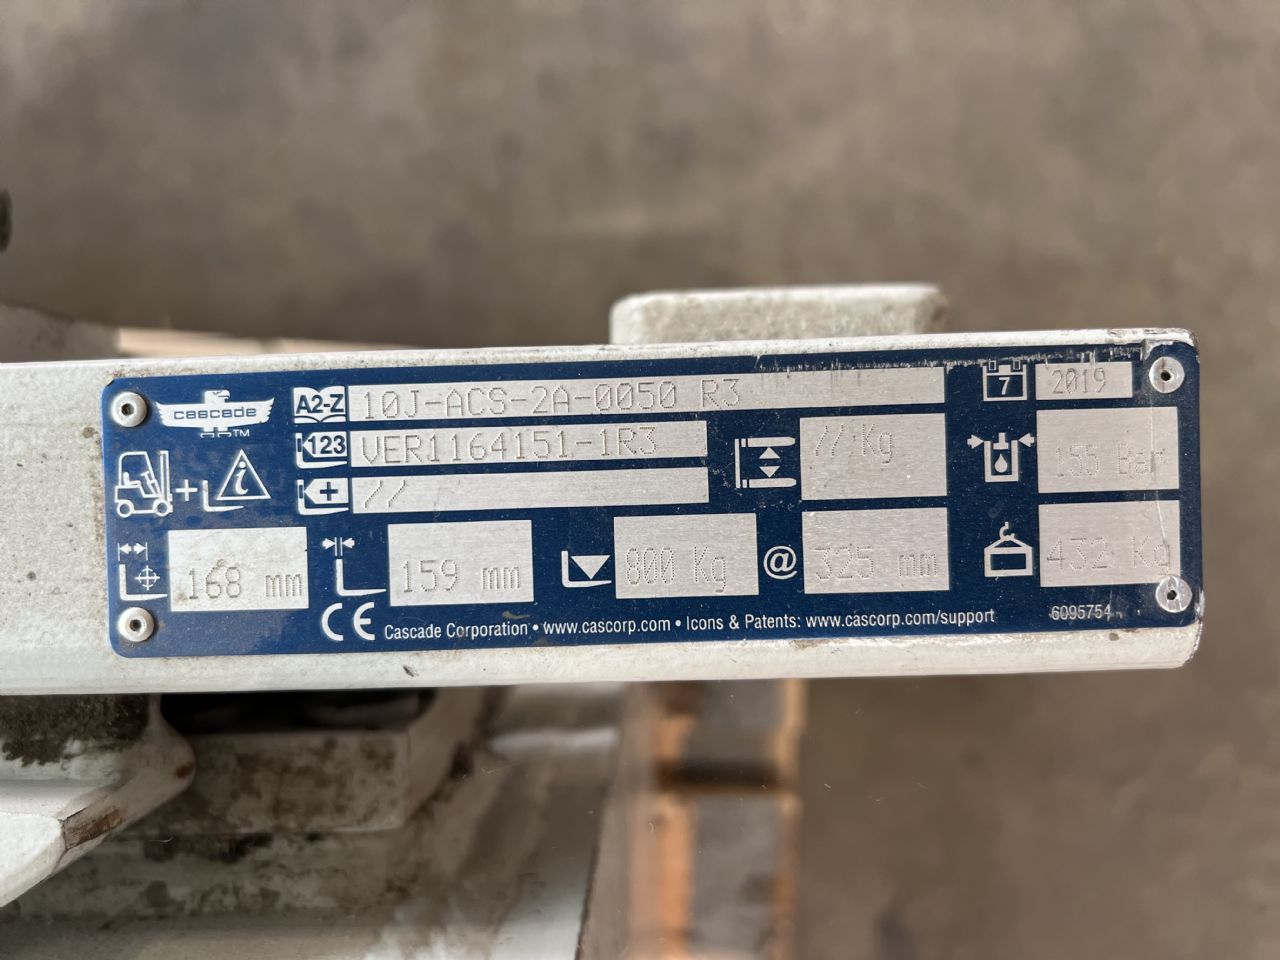 cascade TM
A2-Z 10J-ACS-2A-0050 R3
7 2019
123 VER1164151-1R3
// Kg
155 Bar
//
168 mm
159 mm
800 Kg @ 325 mm
432 Kg
CE Cascade Corporation • www.cascorp.com • Icons & Patents: www.cascorp.com/support 6095754